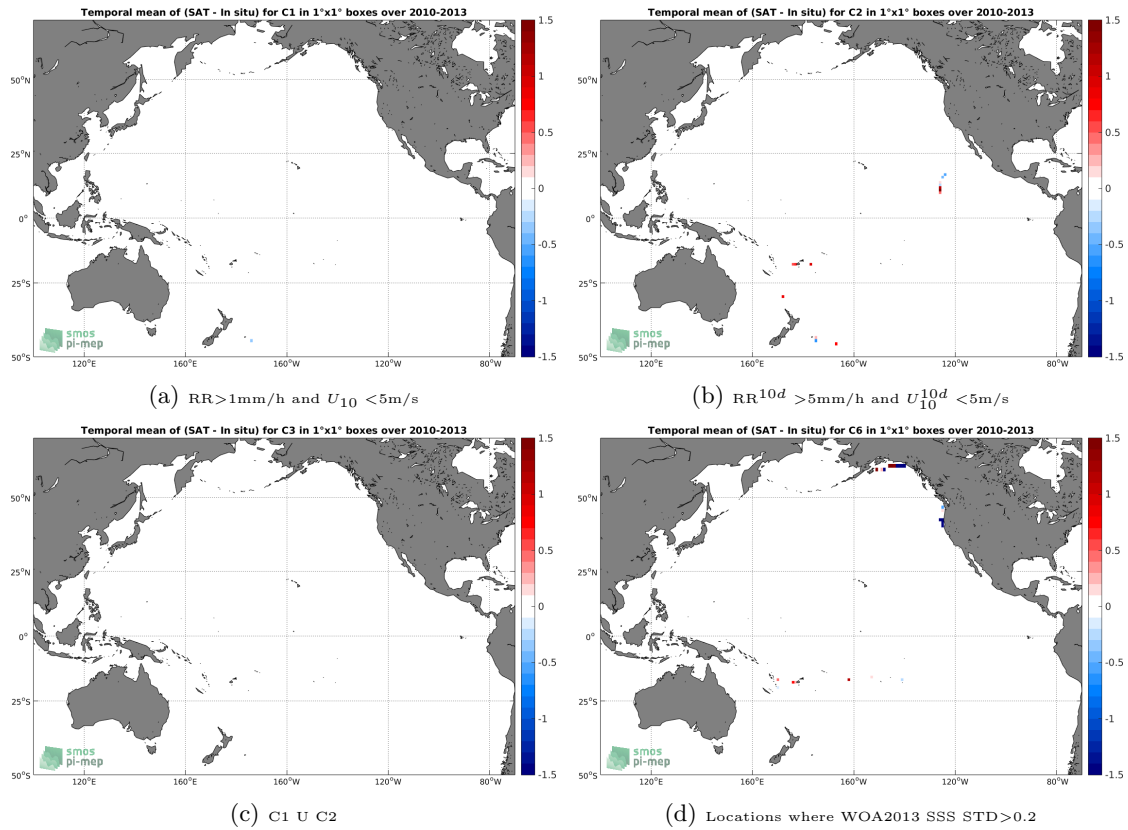 Temporal mean of (SAT - In situ) for C1 in 1°x1° boxes over 2010-2013
50°N
25°N
0°
25°S
50°S
120°E
160°E
160°W
120°W
80°W
1.5
1
0.5
0
-0.5
-1
-1.5
smos
pi-mep
(a) RR>1mm/h and U10 <5m/s
Temporal mean of (SAT - In situ) for C2 in 1°x1° boxes over 2010-2013
50°N
25°N
0°
25°S
50°S
120°E
160°E
160°W
120°W
80°W
1.5
1
0.5
0
-0.5
-1
-1.5
smos
pi-mep
(b) RR^10d >5mm/h and U10^10d <5m/s
Temporal mean of (SAT - In situ) for C3 in 1°x1° boxes over 2010-2013
50°N
25°N
0°
25°S
50°S
120°E
160°E
160°W
120°W
80°W
1.5
1
0.5
0
-0.5
-1
-1.5
smos
pi-mep
(c) C1 U C2
Temporal mean of (SAT - In situ) for C6 in 1°x1° boxes over 2010-2013
50°N
25°N
0°
25°S
50°S
120°E
160°E
160°W
120°W
80°W
1.5
1
0.5
0
-0.5
-1
-1.5
smos
pi-mep
(d) Locations where WOA2013 SSS STD>0.2